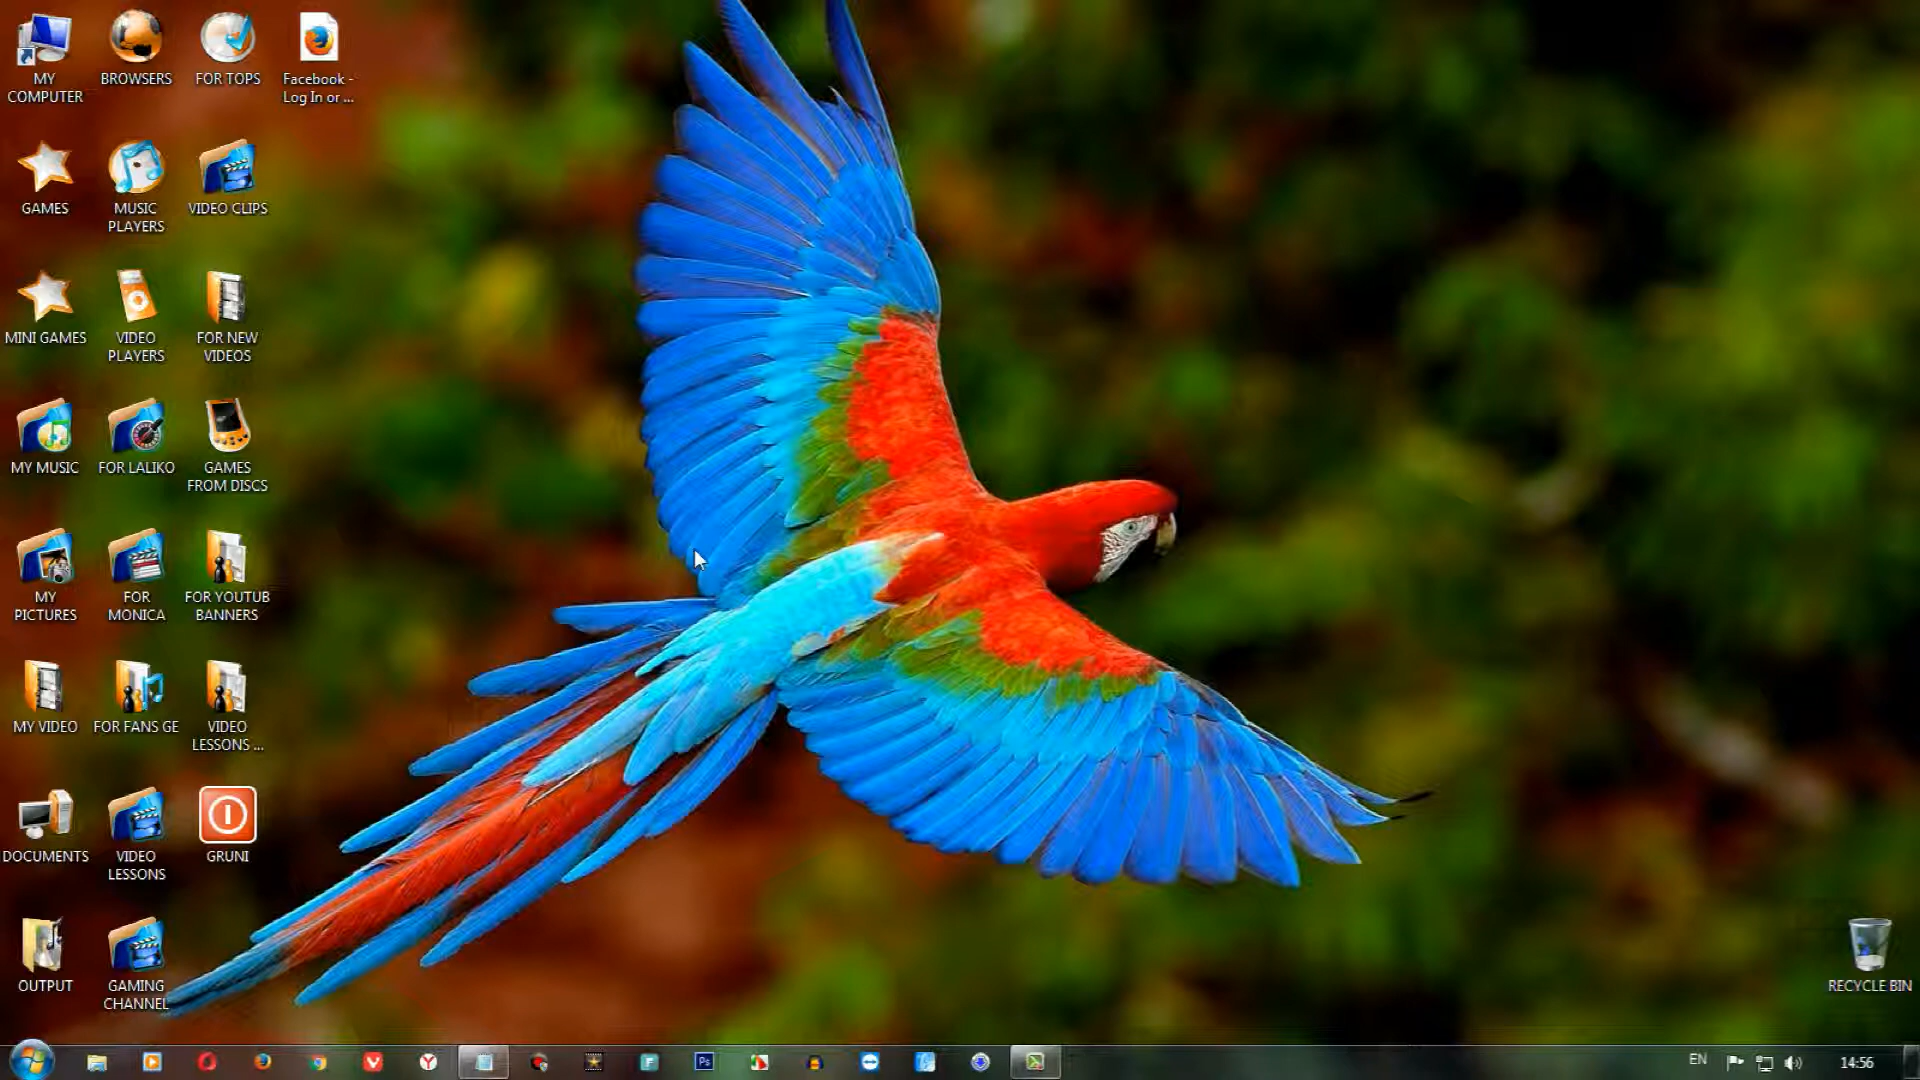 MY
COMPUTER
BROWSERS
FOR TOPS
Facebook -
Log In or ...
GAMES
MUSIC
PLAYERS
VIDEO CLIPS
MINI GAMES
VIDEO
PLAYERS
FOR NEW
VIDEOS
MY MUSIC
FOR LALIKO
GAMES
FROM DISCS
MY
PICTURES
FOR
MONICA
FOR YOUTUB
BANNERS
MY VIDEO
FOR FANS GE
VIDEO
LESSONS ...
DOCUMENTS
VIDEO
LESSONS
GRUNI
OUTPUT
GAMING
CHANNEL
RECYCLE BIN
Ps
EN
14:56